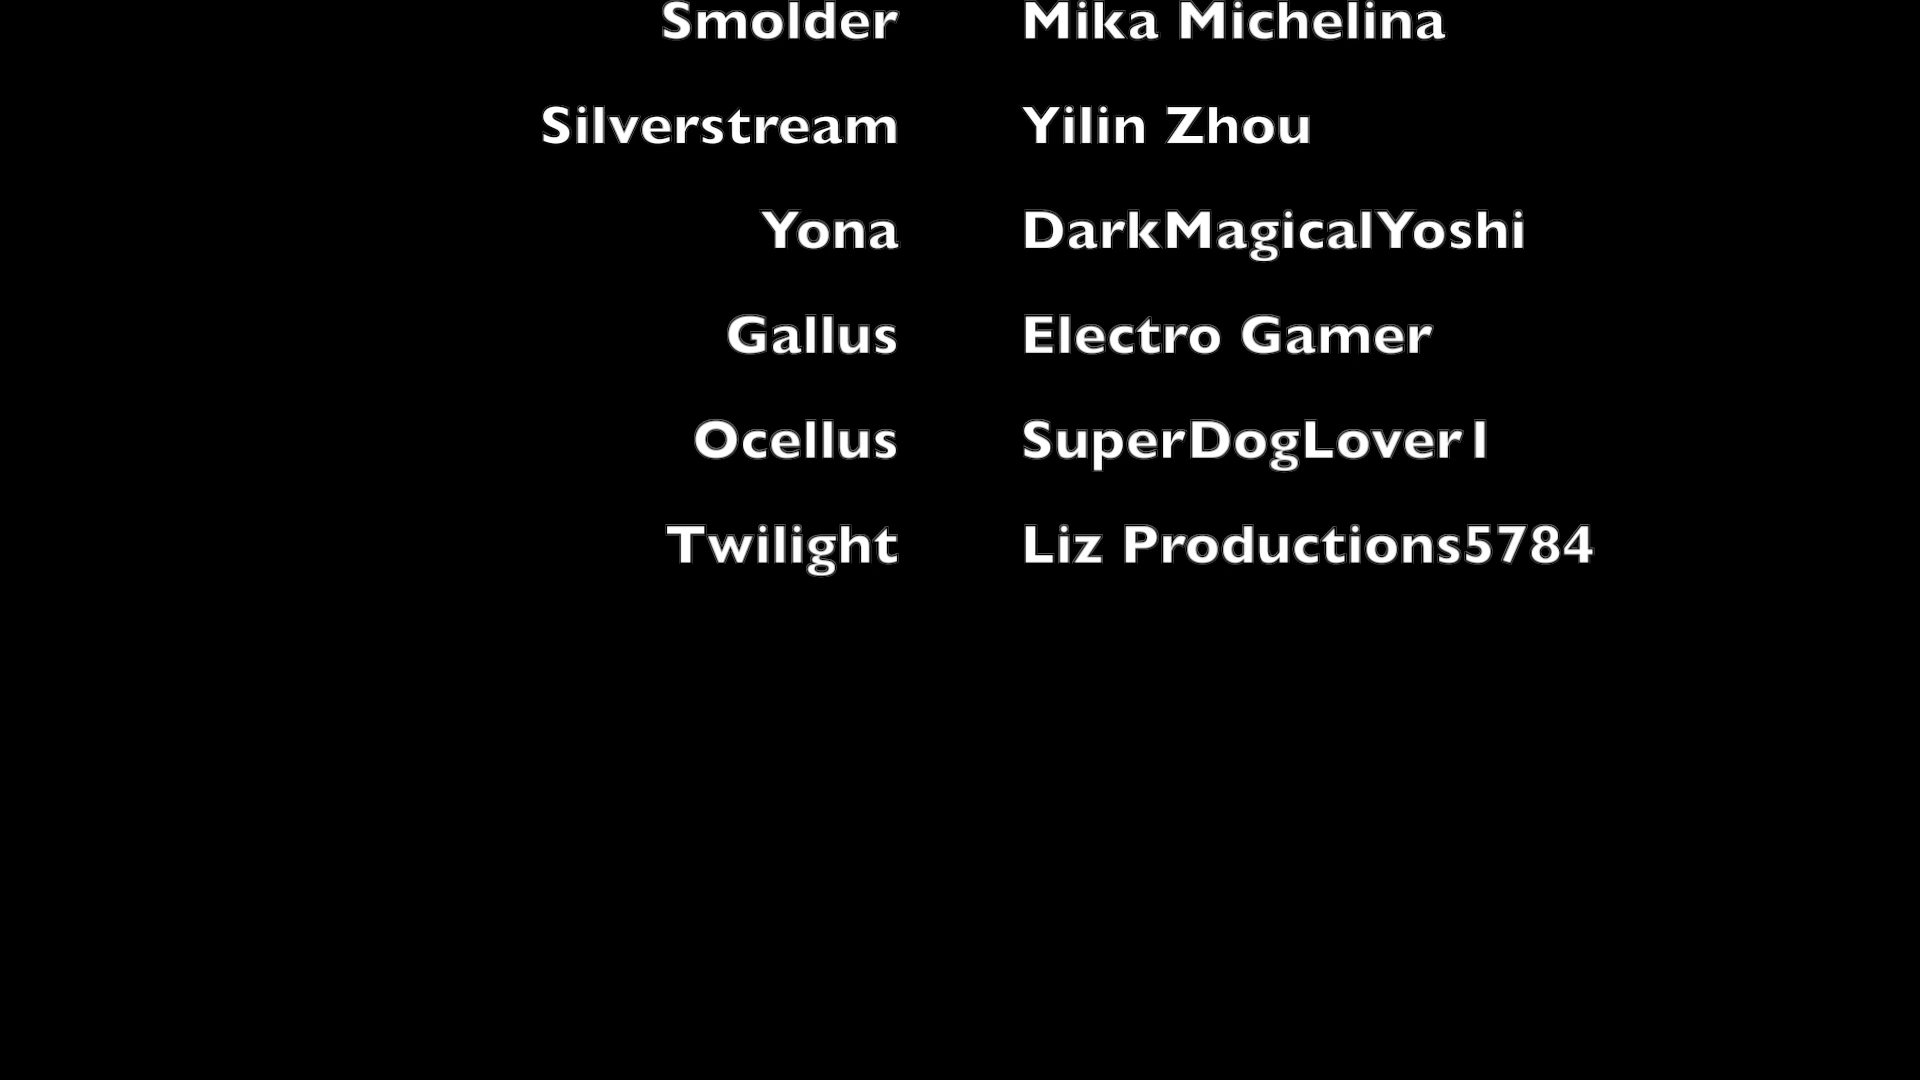 Smolder Mika Michelina
Silverstream Yilin Zhou
Yona DarkMagicalYoshi
Gallus Electro Gamer
Ocellus SuperDogLover1
Twilight Liz Productions5784